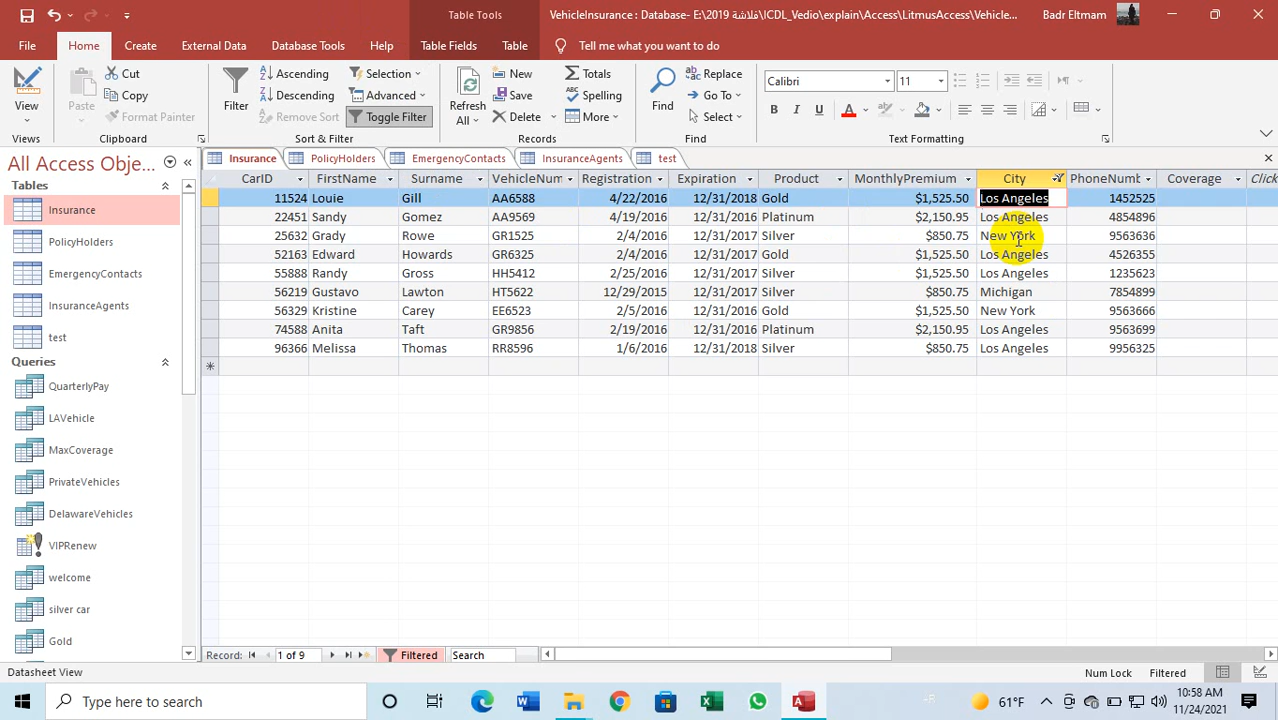 Table Tools
VehicleInsurance : Database- E:\2019 فلاشة\ICDL_Vedio\explain\Access\LitmusAccess\Vehicle...
Badr Eltmam
File
Home
Create
External Data
Database Tools
Help
Table Fields
Table
Tell me what you want to do
View
Views
Paste
Cut
Copy
Format Painter
Clipboard
Filter
Ascending
Descending
Remove Sort
Selection
Advanced
Toggle Filter
Sort & Filter
Refresh
All
New
Save
Delete
Totals
Spelling
More
Records
Find
Replace
Go To
Select
Find
Calibri
11
B I U
Text Formatting
All Access Obje...
Tables
Insurance
PolicyHolders
EmergencyContacts
InsuranceAgents
test
Queries
QuarterlyPay
LAVehicle
MaxCoverage
PrivateVehicles
DelawareVehicles
VIPRenew
welcome
silver car
Gold
Insurance PolicyHolders EmergencyContacts InsuranceAgents test
CarID FirstName Surname VehicleNum Registration Expiration Product MonthlyPremium City PhoneNumb Coverage Click
11524 Louie Gill AA6588 4/22/2016 12/31/2018 Gold $1,525.50 Los Angeles 1452525
22451 Sandy Gomez AA9569 4/19/2016 12/31/2016 Platinum $2,150.95 Los Angeles 4854896
25632 Grady Rowe GR1525 2/4/2016 12/31/2017 Silver $850.75 New York 9563636
52163 Edward Howards GR6325 2/4/2016 12/31/2017 Gold $1,525.50 Los Angeles 4526355
55888 Randy Gross HH5412 2/25/2016 12/31/2017 Silver $1,525.50 Los Angeles 1235623
56219 Gustavo Lawton HT5622 12/29/2015 12/31/2017 Silver $850.75 Michigan 7854899
56329 Kristine Carey EE6523 2/5/2016 12/31/2017 Gold $1,525.50 New York 9563666
74588 Anita Taft GR9856 2/19/2016 12/31/2016 Platinum $2,150.95 Los Angeles 9563699
96366 Melissa Thomas RR8596 1/6/2016 12/31/2018 Silver $850.75 Los Angeles 9956325
Record: 1 of 9 Filtered Search
Datasheet View
Num Lock Filtered
Type here to search
61°F
10:58 AM
11/24/2021